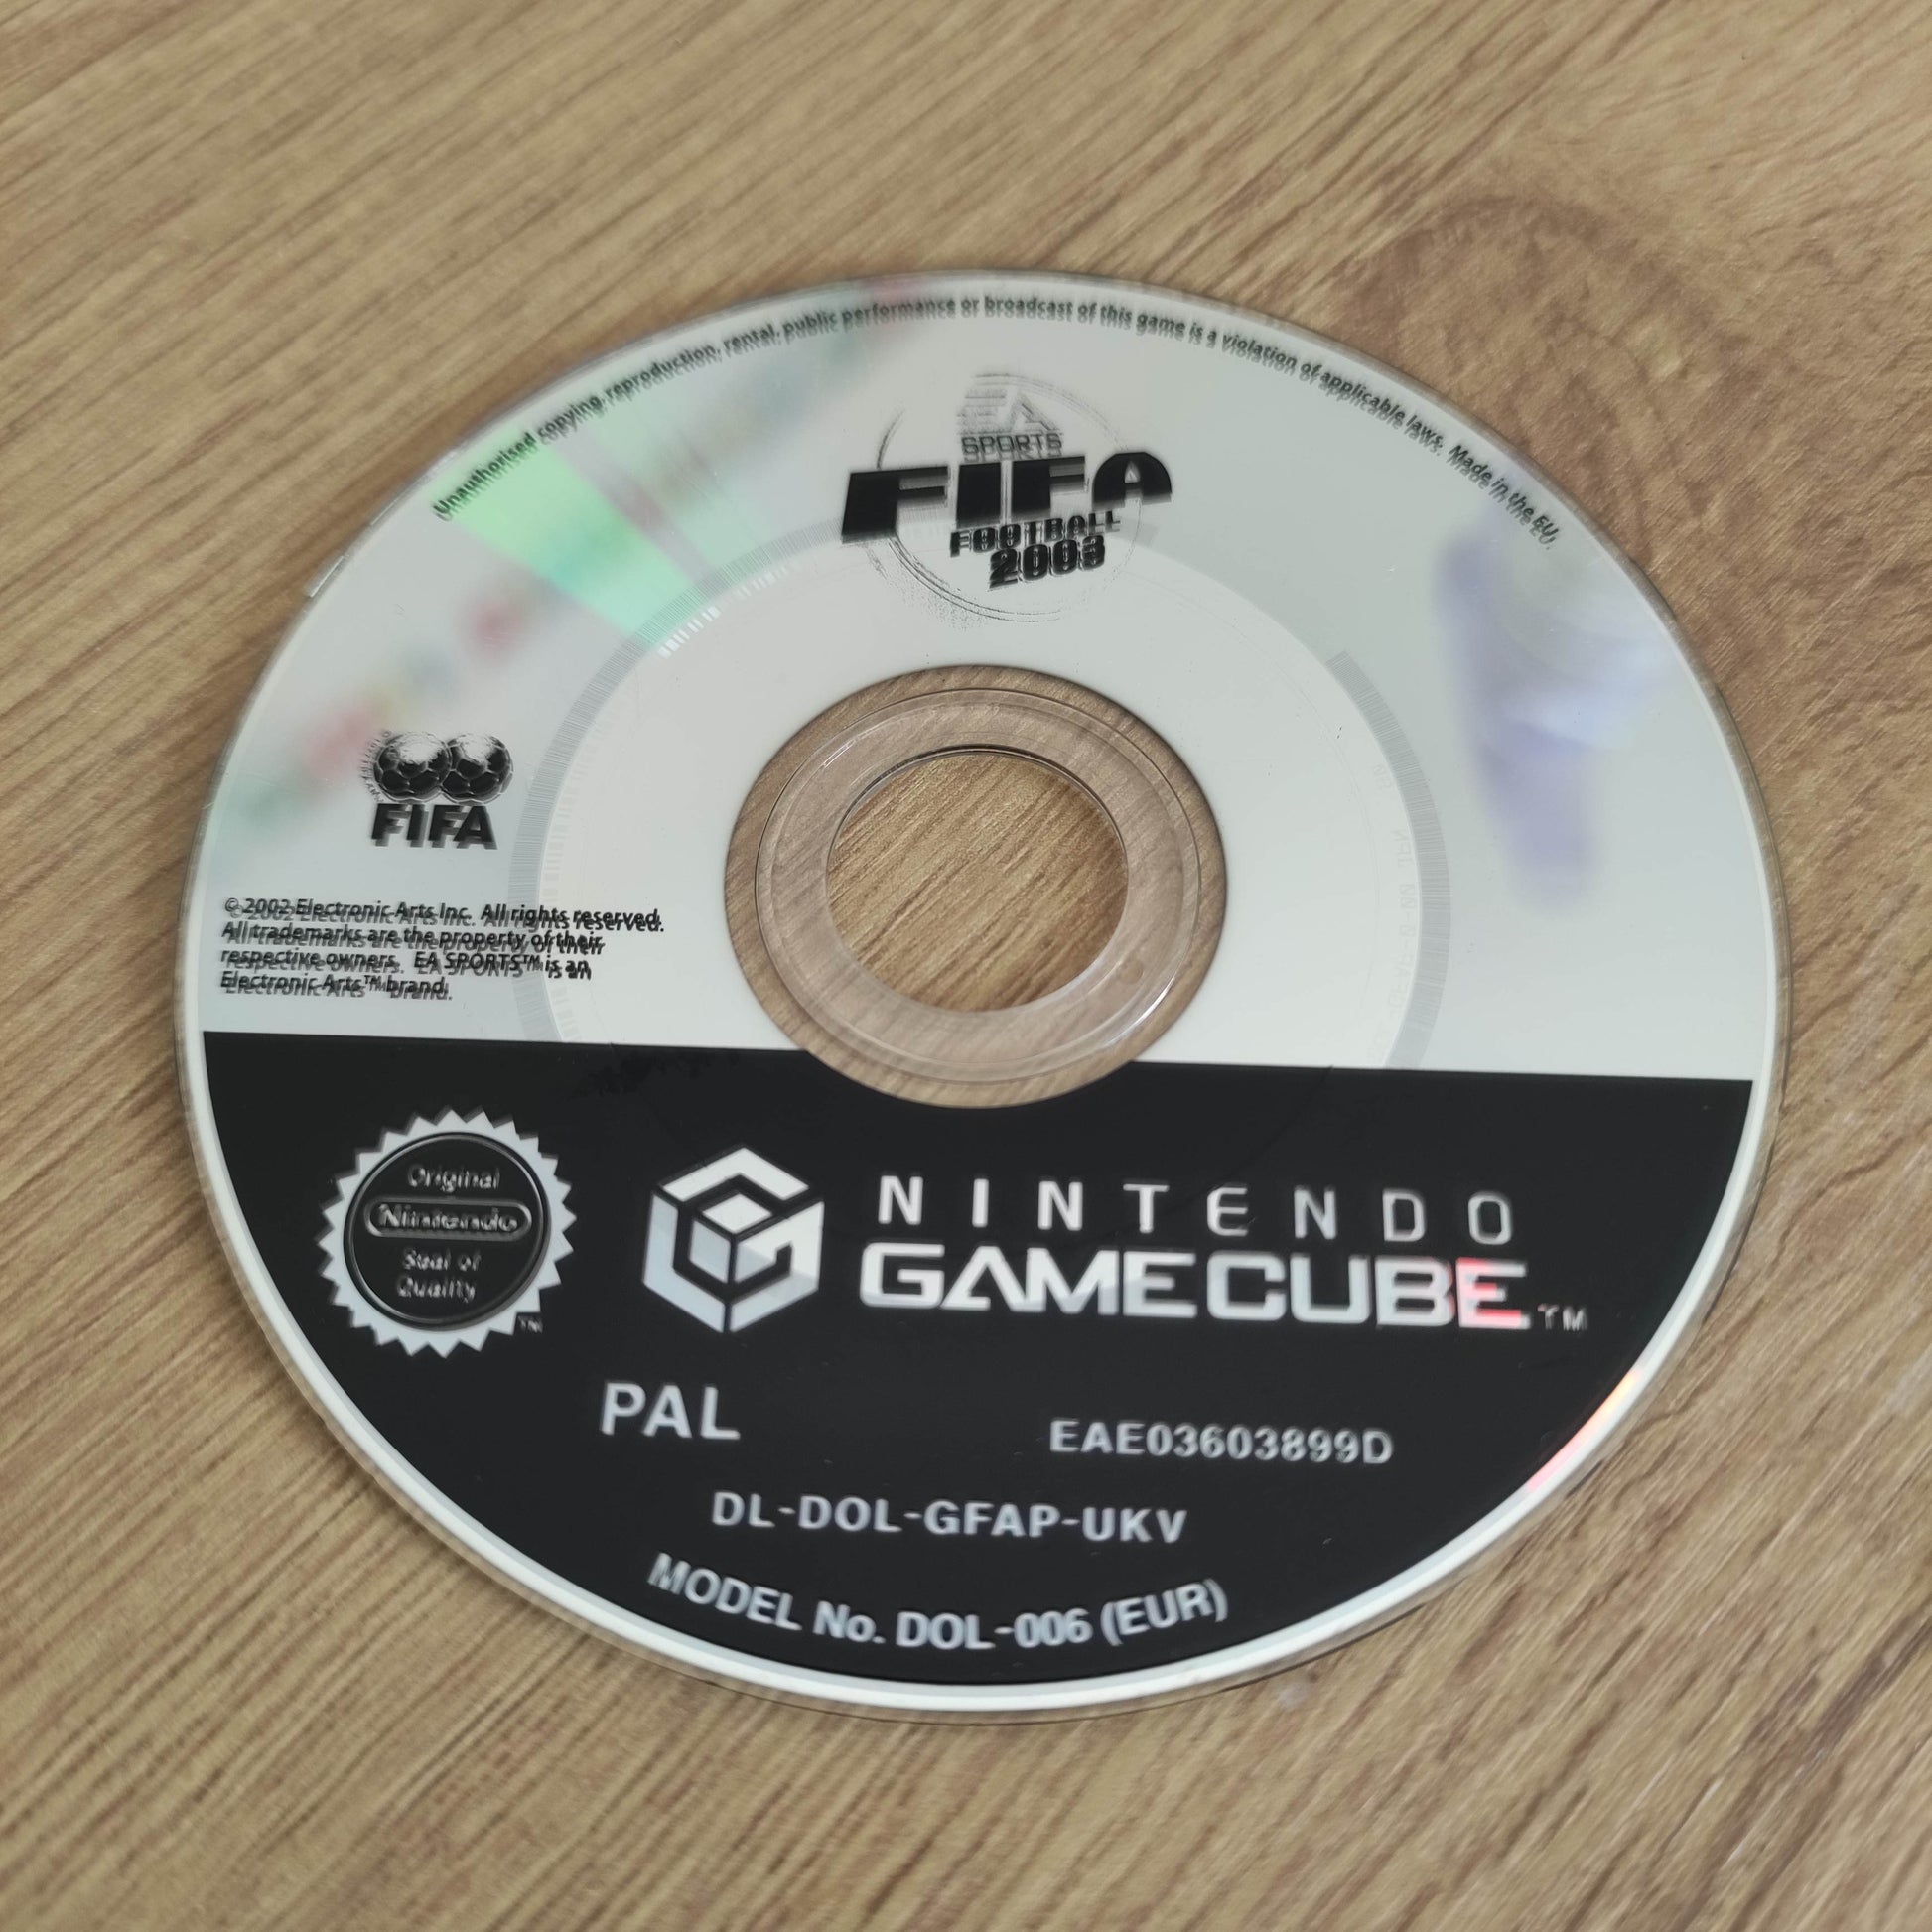 Unauthorised copying, reproduction, rental, public performance or broadcast of this game is a violation of applicable laws. Made in the EU.
EA
SPORTS
FIFA
FOOTBALL
2003
FIFA
© 2002 Electronic Arts Inc. All rights reserved.
All trademarks are the property of their
respective owners. EA SPORTS™ is an
Electronic Arts™ brand.
Original
Nintendo
Seal of
Quality
TM
NINTENDO
GAMECUBE TM
PAL
EAE03603899D
DL-DOL-GFAP-UKV
MODEL No. DOL-006 (EUR)